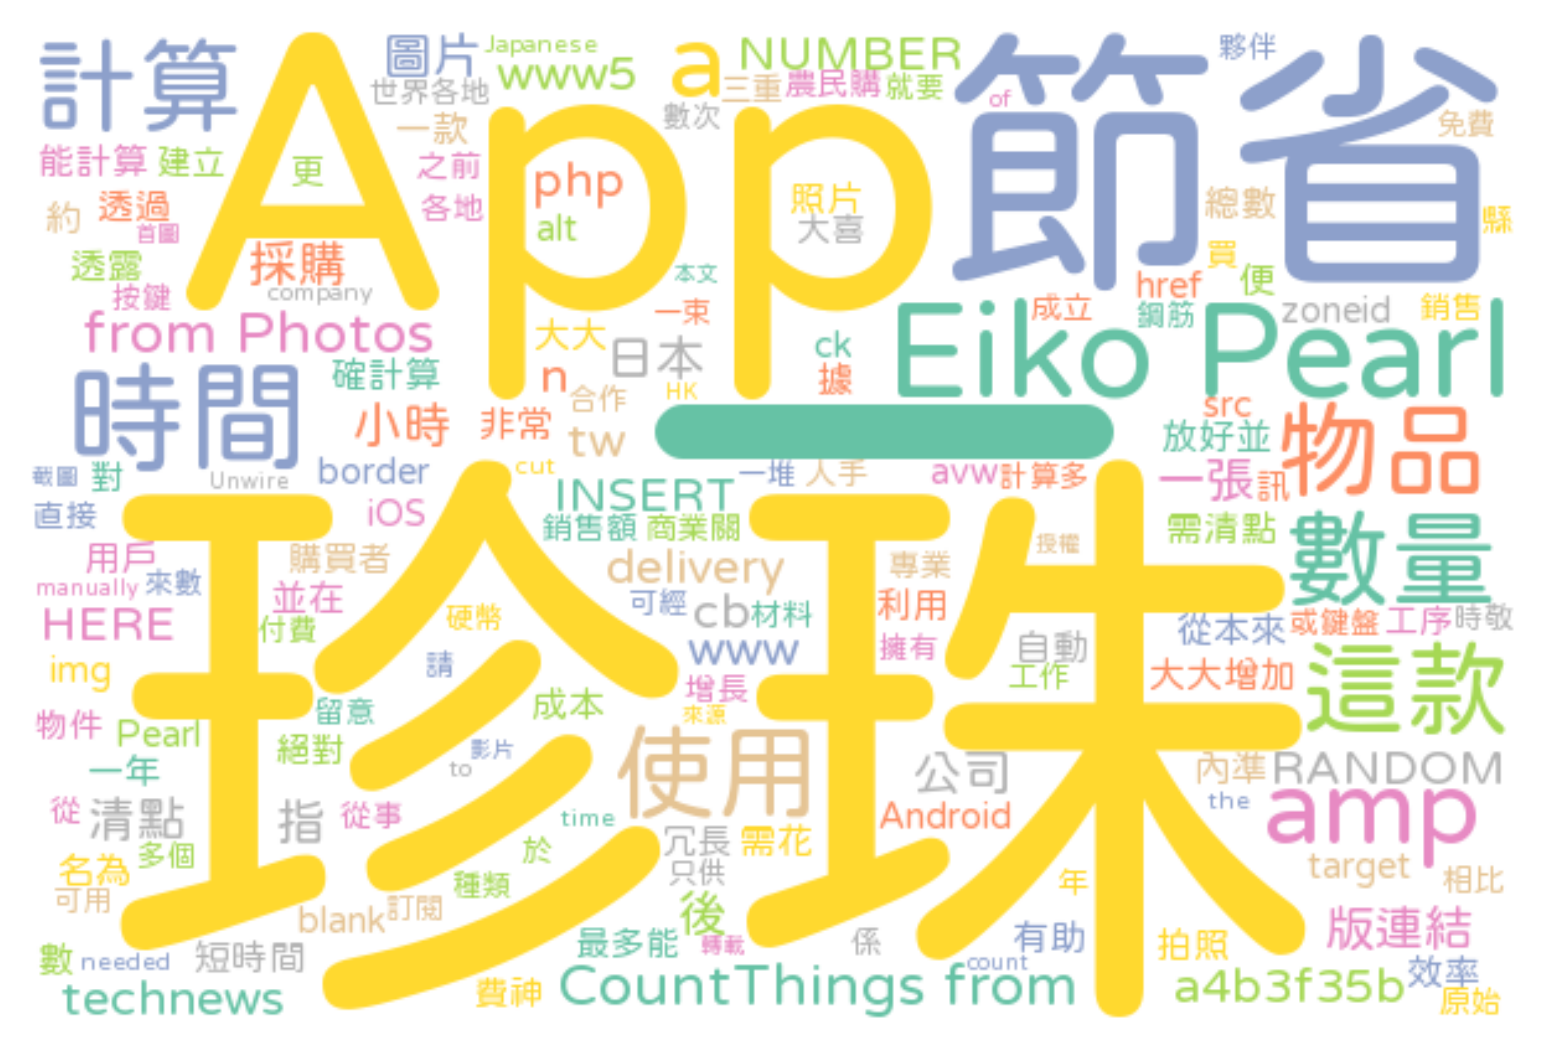 計算
App
圖片
Japanese
www5
a
NUMBER
節省
夥伴
世界各地
一款
三重
農民購
就要
數次
of
免費
能計算
建立
更
之前
php
照片
約
透過
首圖
各地
alt
大喜
總數
縣
透露
採購
本文
買
便
href
按鍵
company
from Photos
一束
成立
鋼筋
zoneid
銷售
大大
日本
ck
Eiko Pearl
時間
確計算
n
據
合作
HK
src
小時
非常
tw
一
放好並
物品
截圖
對
Unwire
border
cut
一堆
人手
avw
計算多
一張
訊
直接
iOS
INSERT
銷售額
商業關
需清點
數量
用戶
購買者
delivery
專業
授權
manually
來數
並在
可經
cb
材料
利用
HERE
付費
硬幣
www
擁有
自動
從本來
或鍵盤
工序
時敬
img
請
增長
工作
大大增加
這款
物件
Pearl
留意
成本
來源
珍珠
一年
絕對
影片
to
使用
公司
內準
RANDOM
從
清點
指
從事
time
Android
the
amp
名為
多個
於
冗長
需花
只供
target
相比
可用
種類
年
blank
訂閱
後
版連結
數
needed
短時間
最多能
轉載
係
有助
拍照
count
效率
technews
費神
CountThings from
a4b3f35b
原始